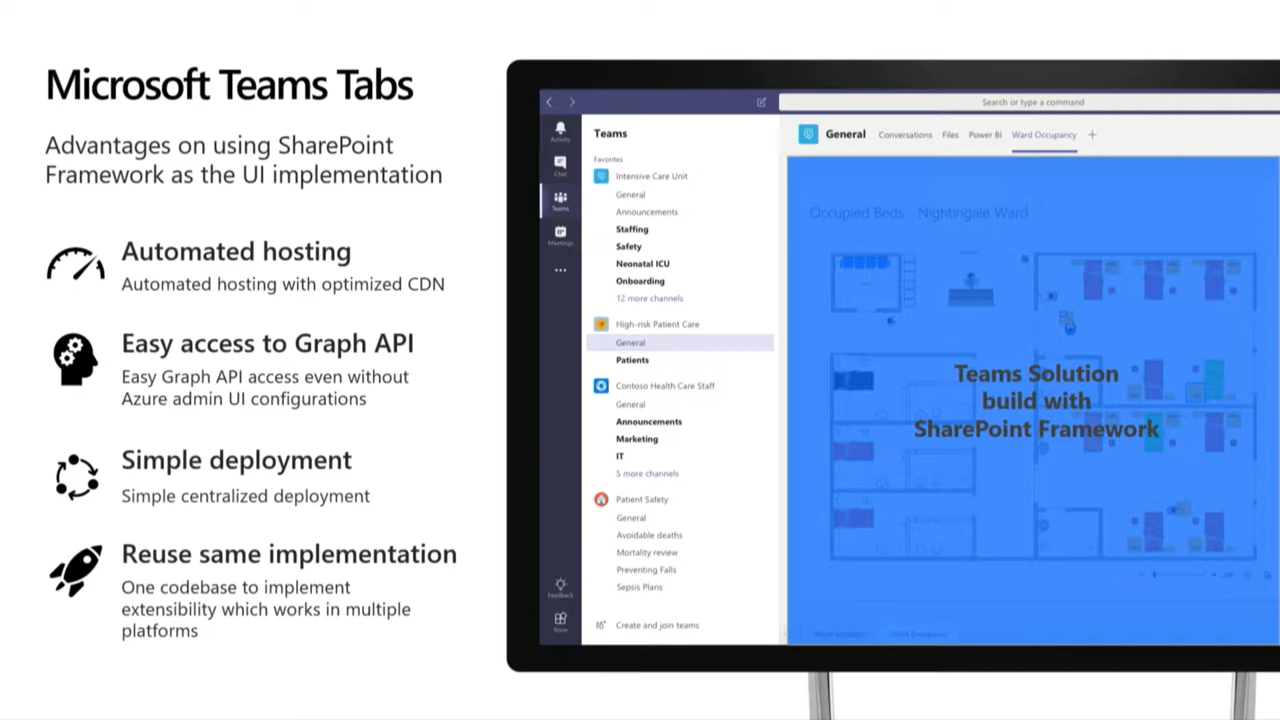 Microsoft Teams Tabs
Advantages on using SharePoint
Framework as the UI implementation
Automated hosting
Automated hosting with optimized CDN
Easy access to Graph API
Easy Graph API access even without
Azure admin UI configurations
Simple deployment
Simple centralized deployment
Reuse same implementation
One codebase to implement
extensibility which works in multiple
platforms
Search or type a command
Activity
Chat
Teams
Meetings
Feedback
Store
Teams
Favorites
Intensive Care Unit
General
Announcements
Staffing
Safety
Neonatal ICU
Onboarding
12 more channels
High-risk Patient Care
General
Patients
Contoso Health Care Staff
General
Announcements
Marketing
IT
5 more channels
Patient Safety
General
Avoidable deaths
Mortality review
Preventing Falls
Sepsis Plans
Create and join teams
General Conversations Files Power BI Ward Occupancy +
Occupied Beds - Nightingale Ward
Teams Solution
build with
SharePoint Framework